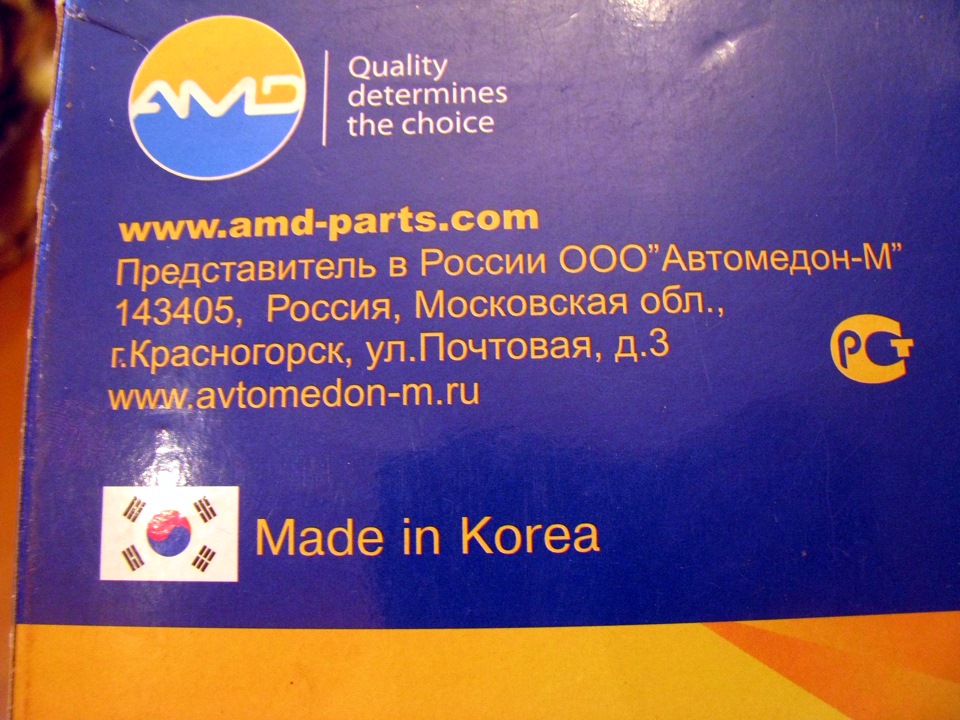 AMD
Quality
determines
the choice
www.amd-parts.com
Представитель в России ООО"Автомедон-М"
143405, Россия, Московская обл.,
г.Красногорск, ул.Почтовая, д.3
www.avtomedon-m.ru
РСТ
Made in Korea